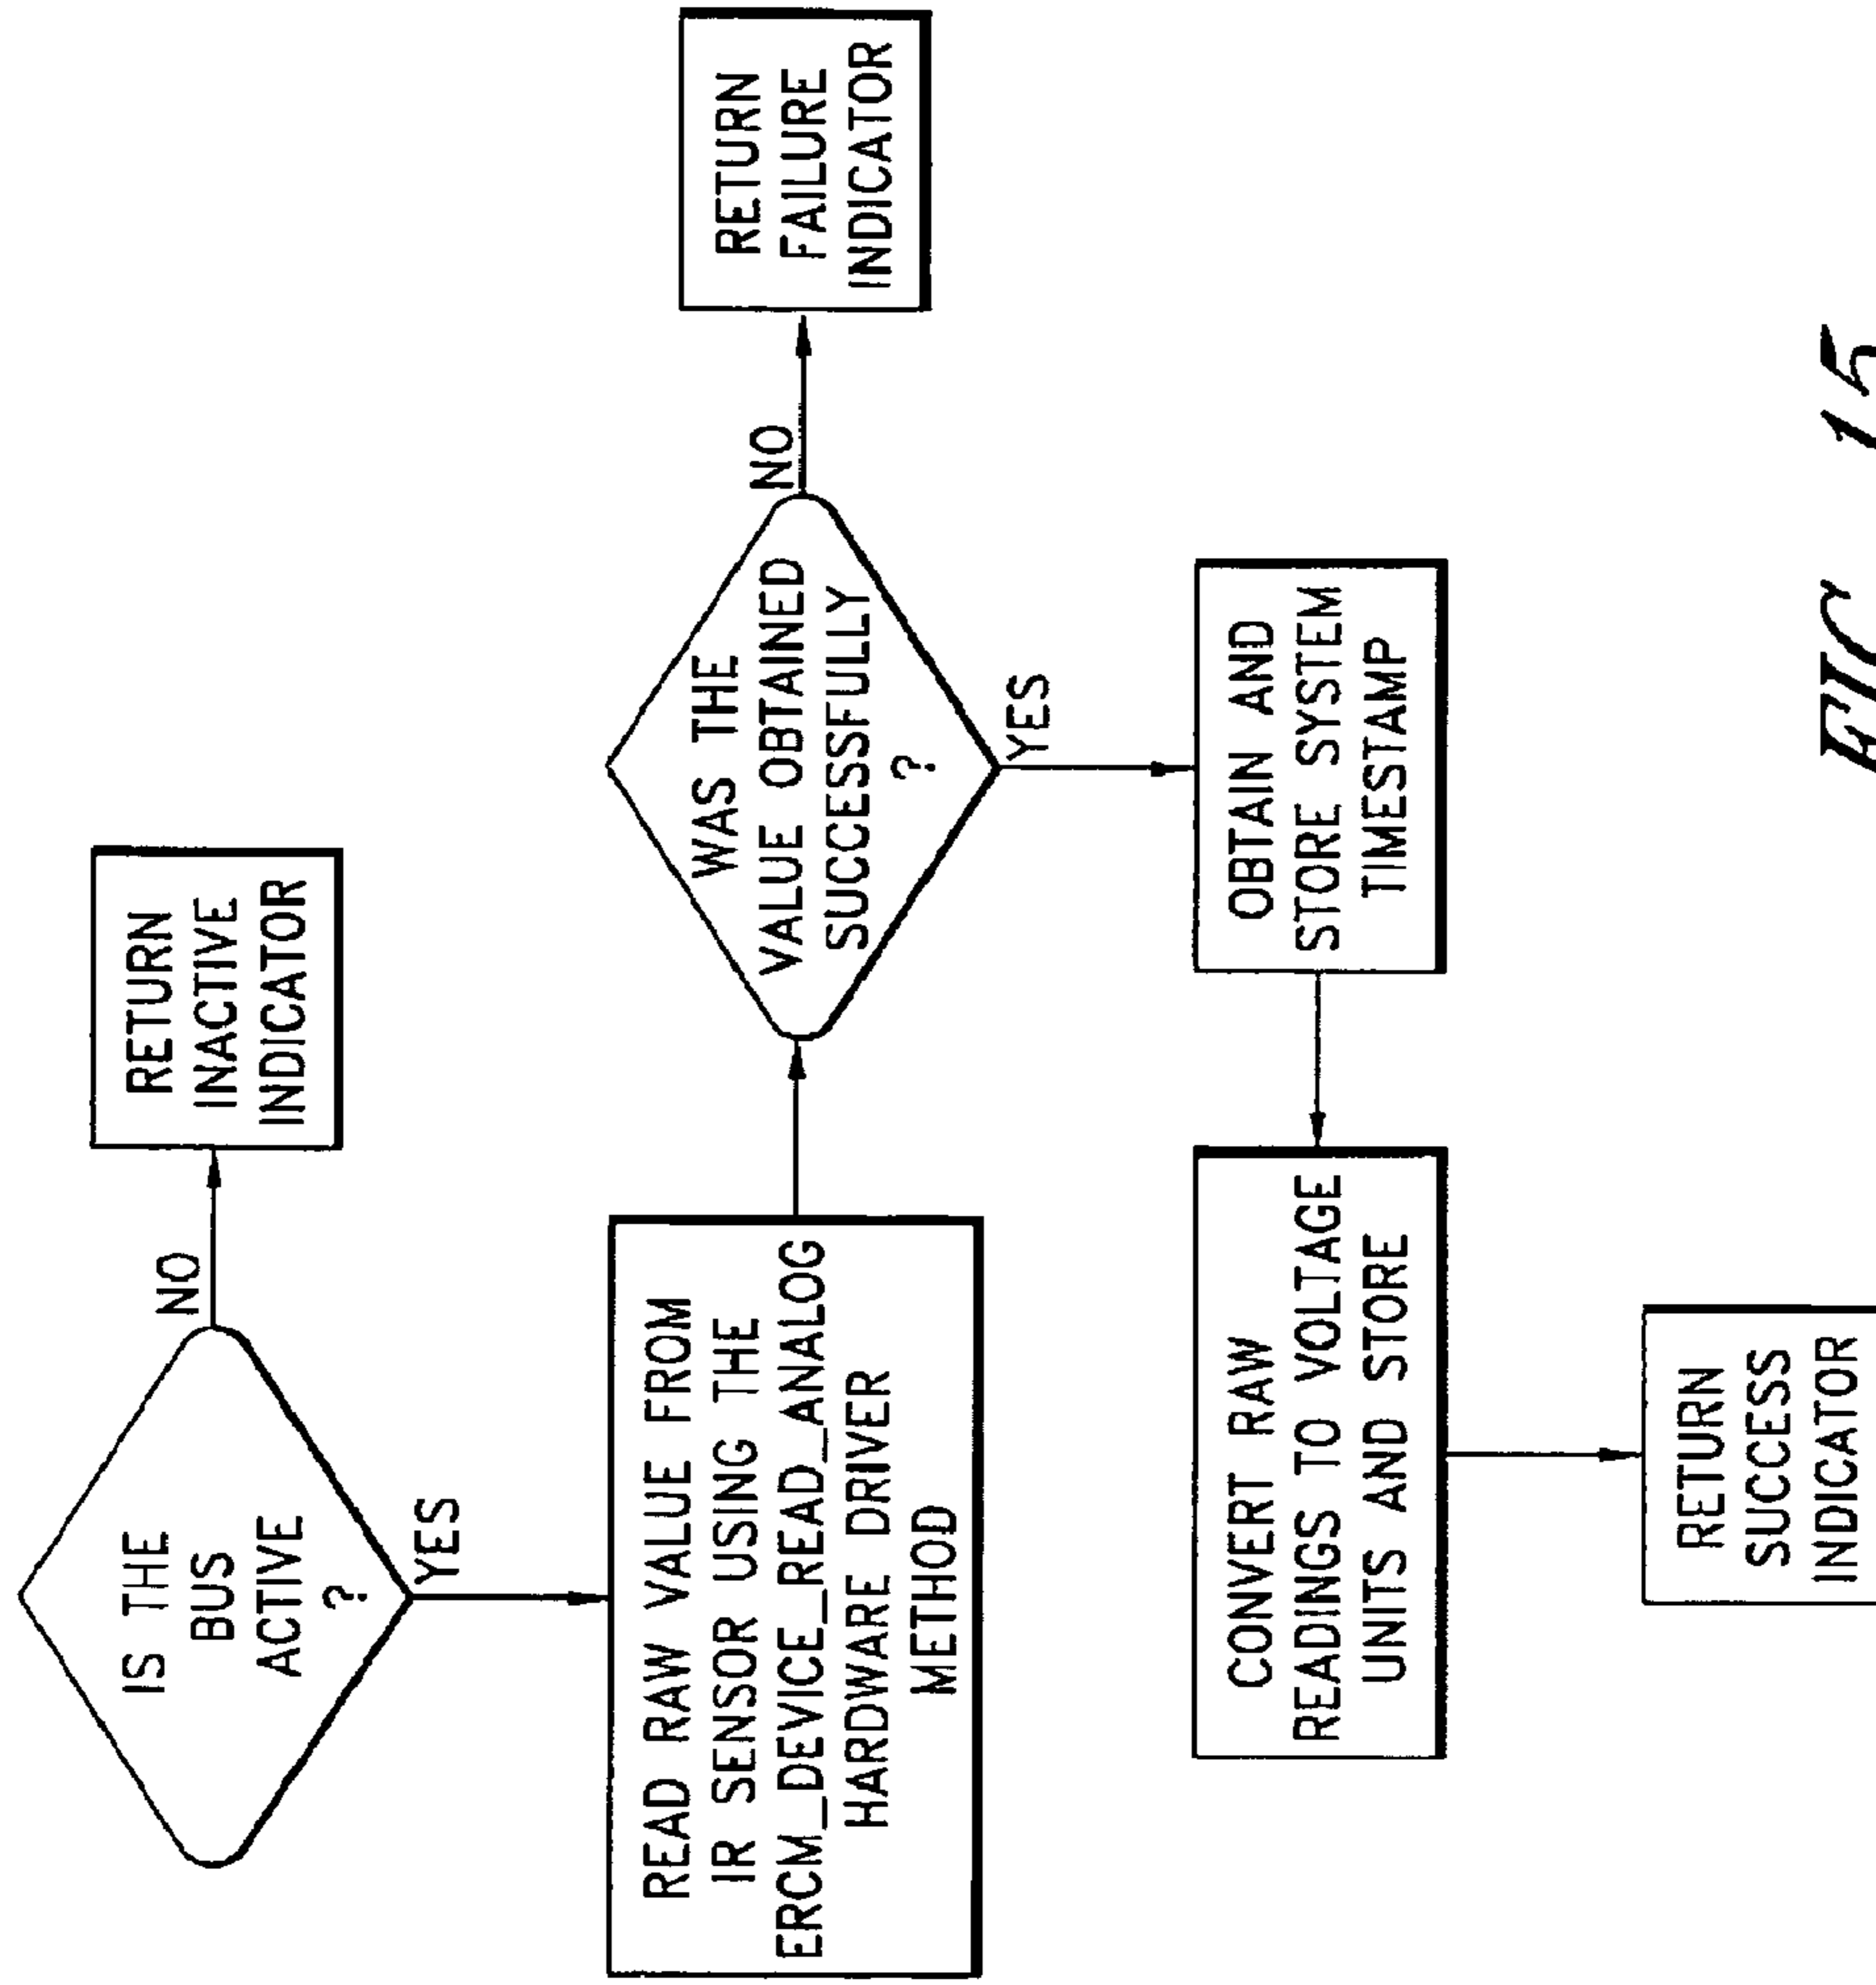 IS THE
BUS
ACTIVE
?
NO
RETURN
INACTIVE
INDICATOR
YES
READ RAW VALUE FROM
IR SENSOR USING THE
ERCM_DEVICE_READ_ANALOG
HARDWARE DRIVER
METHOD
WAS THE
VALUE OBTAINED
SUCCESSFULLY
?
NO
RETURN
FAILURE
INDICATOR
YES
OBTAIN AND
STORE SYSTEM
TIMESTAMP
CONVERT RAW
READINGS TO VOLTAGE
UNITS AND STORE
RETURN
SUCCESS
INDICATOR